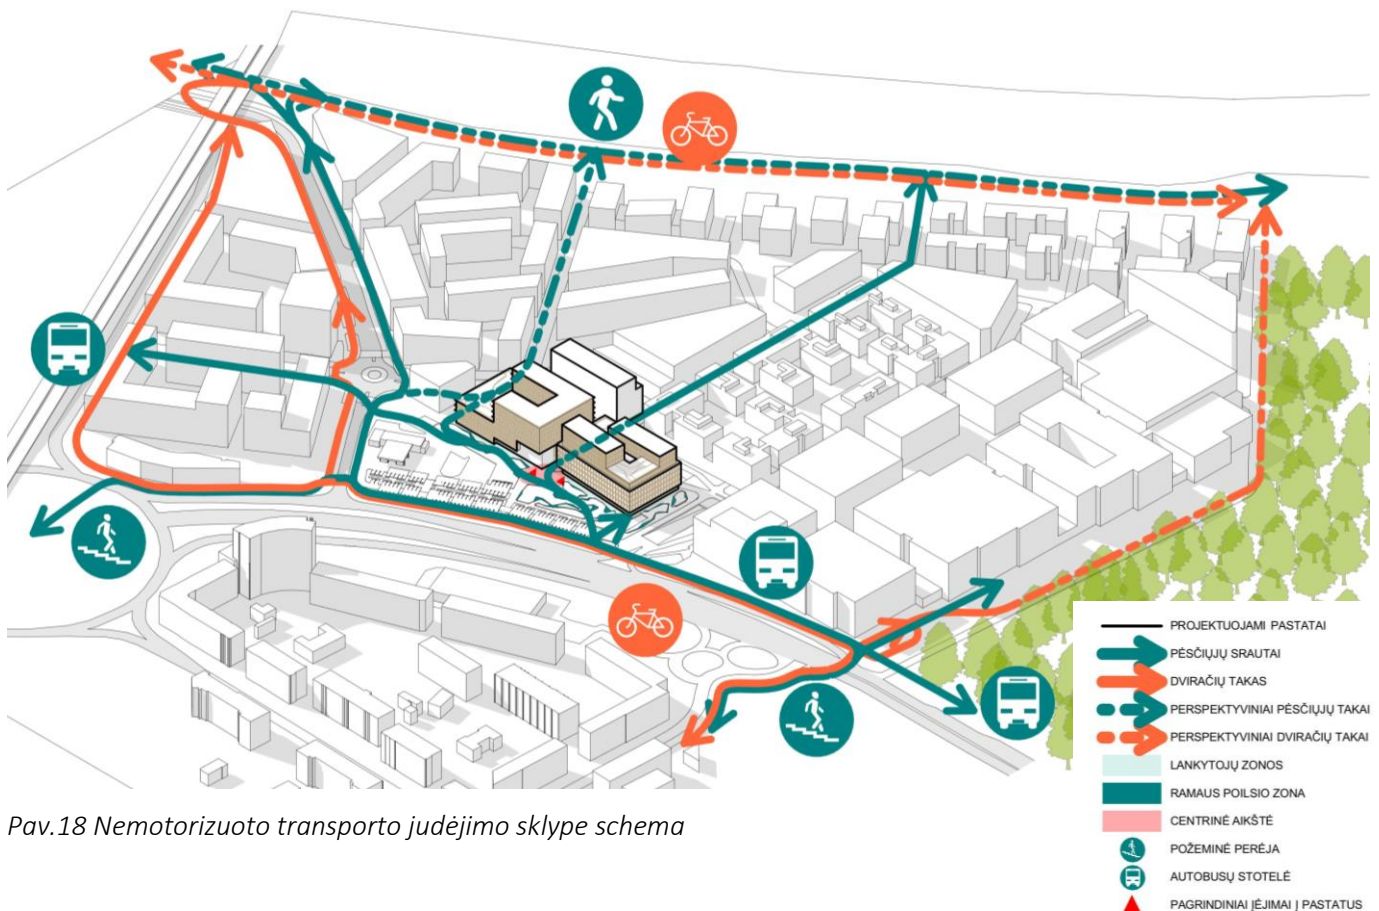 PROJEKTUOJAMI PASTATAI
PĖSČIŲJŲ SRAUTAI
DVIRAČIŲ TAKAS
PERSPEKTYVINIAI PĖSČIŲJŲ TAKAI
PERSPEKTYVINIAI DVIRAČIŲ TAKAI
LANKYTOJŲ ZONOS
RAMAUS POILSIO ZONA
CENTRINĖ AIKŠTĖ
POŽEMINĖ PERĖJA
AUTOBUSŲ STOTELĖ
PAGRINDINIAI ĮĖJIMAI Į PASTATUS
Pav.18 Nemotorizuoto transporto judėjimo sklype schema